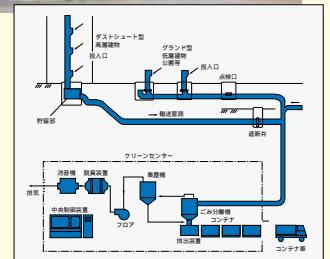 ダストシュート型
高層建物
投入口
グランド型
低層建物
公園等
投入口
点検口
貯留部
輸送管路
遮断弁
クリーンセンター
消音機
脱臭装置
集塵機
排気
ごみ分離機
中央制御装置
ブロア
コンテナ
排出装置
コンテナ車